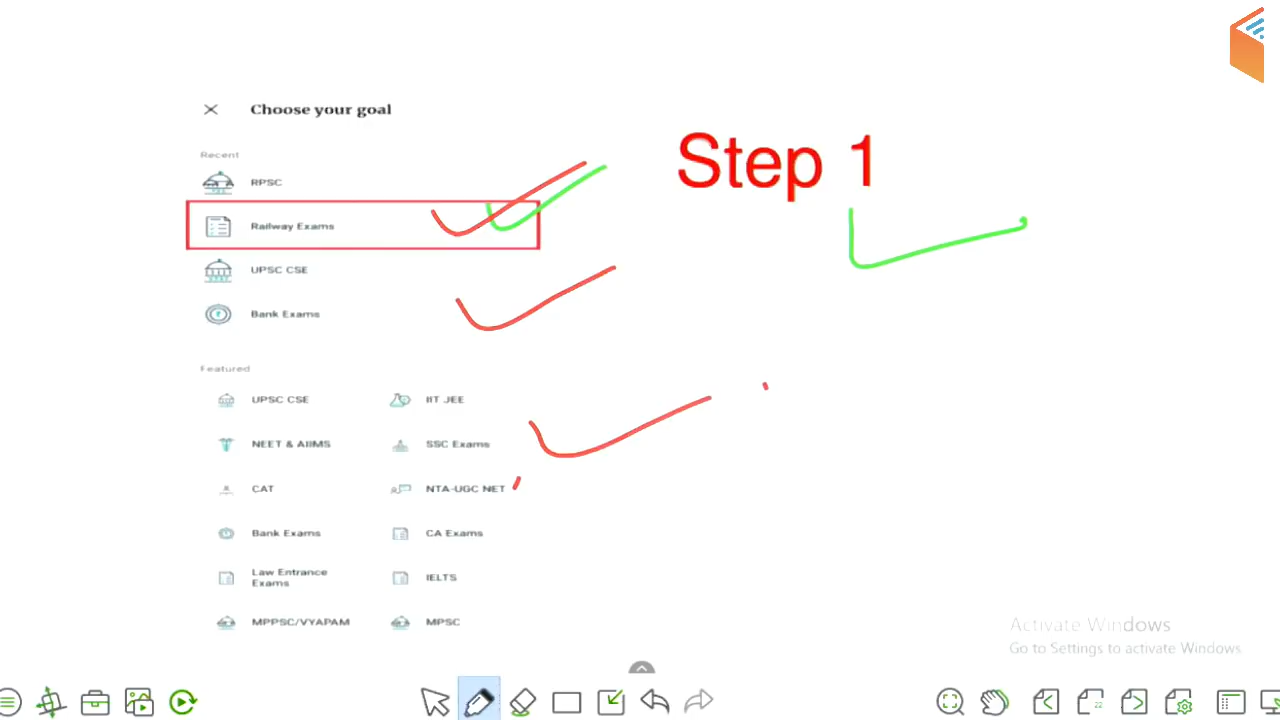 Choose your goal
Step 1
Recent
RPSC
Railway Exams
UPSC CSE
Bank Exams
Featured
UPSC CSE
IIT JEE
NEET & AIIMS
SSC Exams
CAT
NTA-UGC NET
Bank Exams
CA Exams
Law Entrance
Exams
IELTS
MPPSC/VYAPAM
MPSC
Activate Windows
Go to Settings to activate Windows.
22